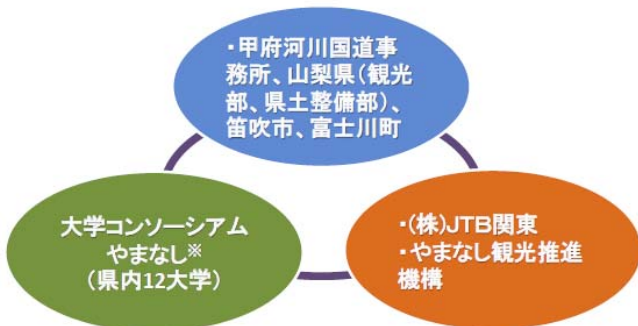 ・甲府河川国道事
務所、山梨県(観光
部、県土整備部)、
笛吹市、富士川町
大学コンソーシアム
やまなし※
(県内12大学)
・(株)JTB関東
・やまなし観光推進
機構